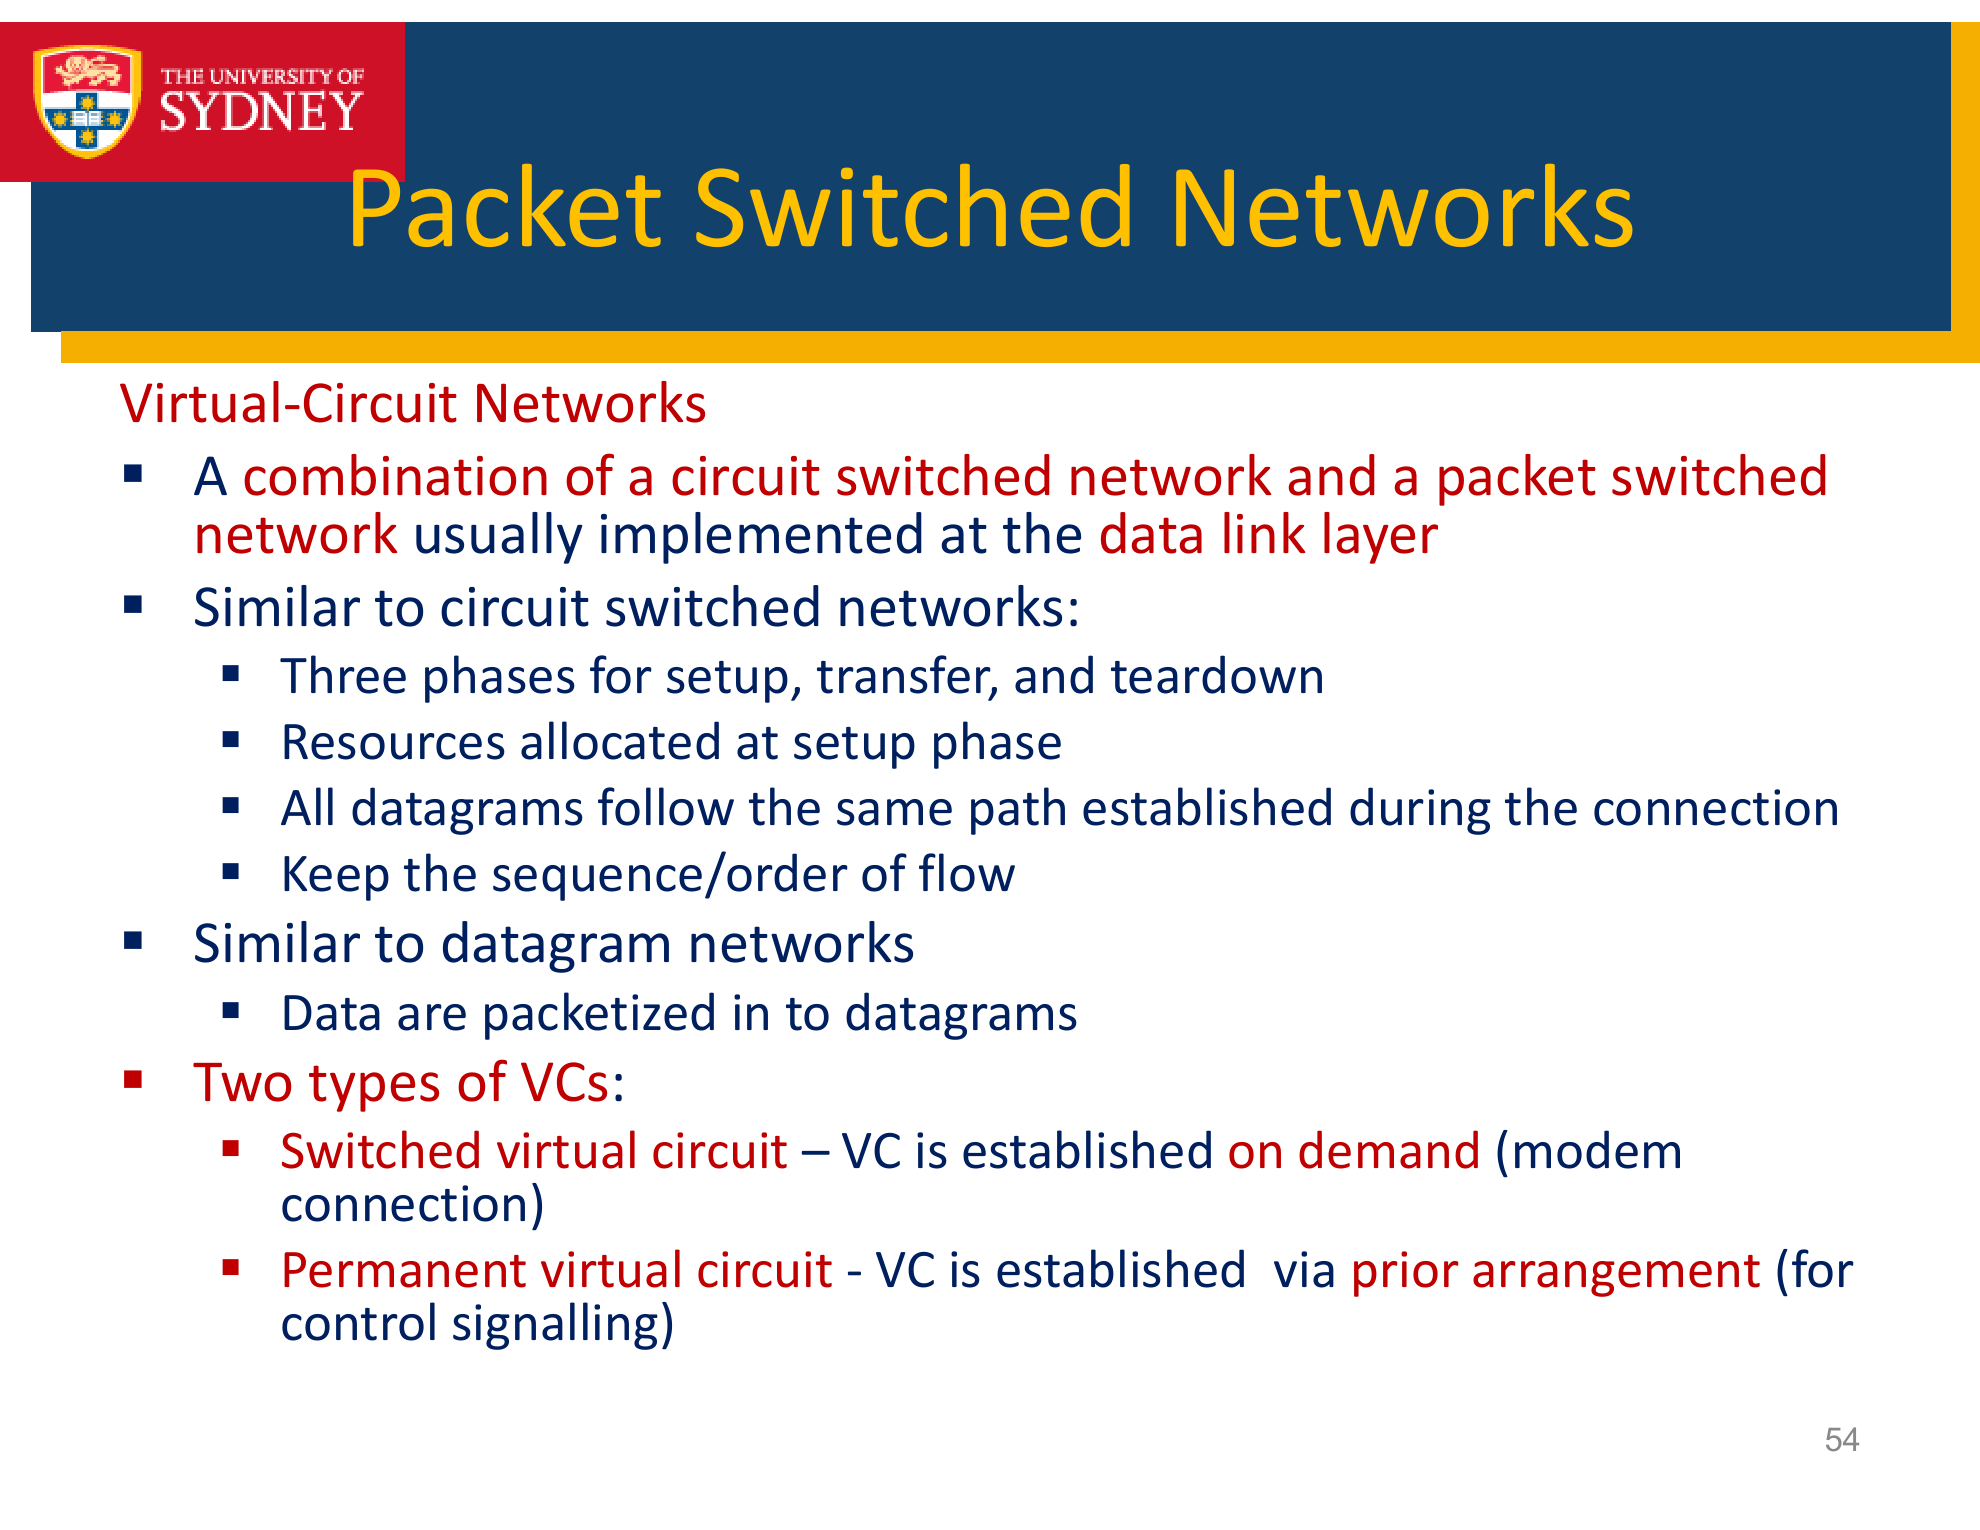 THE UNIVERSITY OF
SYDNEY
Packet Switched Networks
Virtual-Circuit Networks
▪ A combination of a circuit switched network and a packet switched
network usually implemented at the data link layer
▪ Similar to circuit switched networks:
▪ Three phases for setup, transfer, and teardown
▪ Resources allocated at setup phase
▪ All datagrams follow the same path established during the connection
▪ Keep the sequence/order of flow
▪ Similar to datagram networks
▪ Data are packetized in to datagrams
▪ Two types of VCs:
▪ Switched virtual circuit – VC is established on demand (modem
connection)
▪ Permanent virtual circuit - VC is established  via prior arrangement (for
control signalling)
54